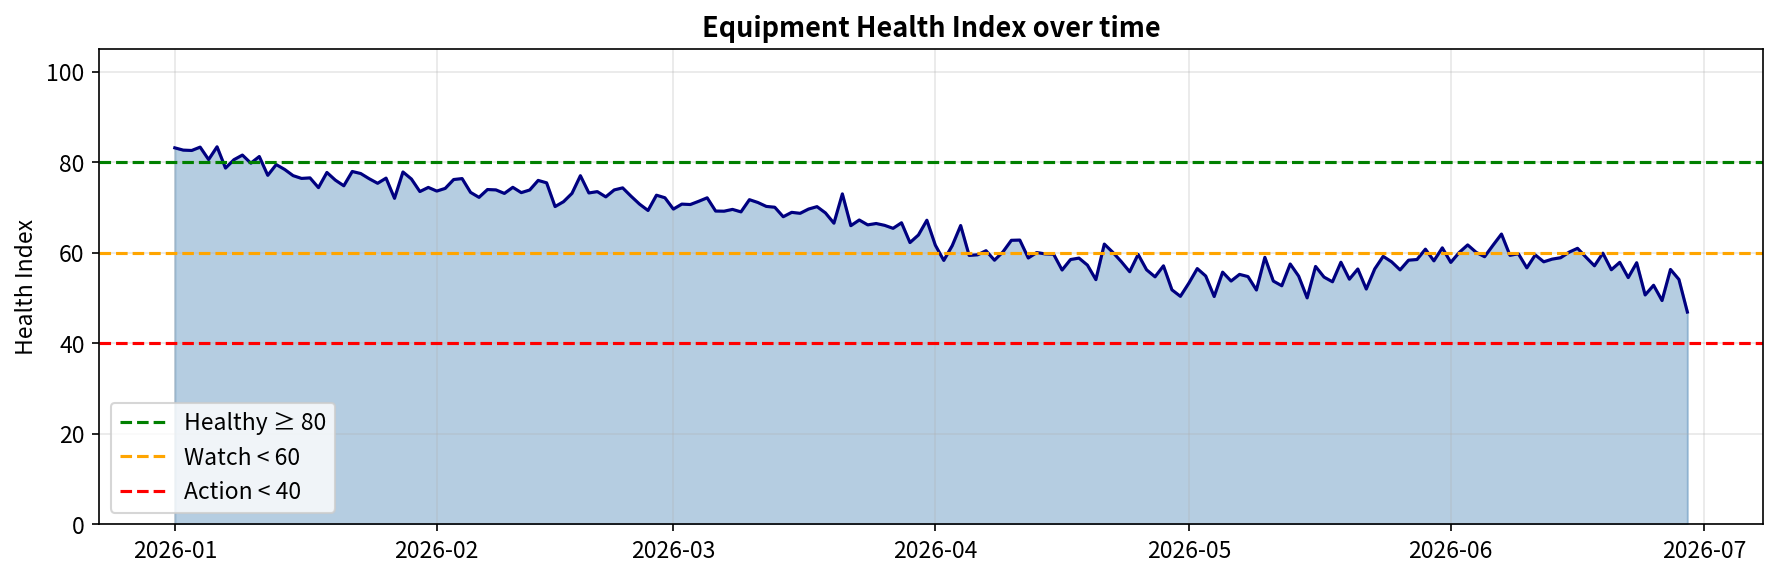 Equipment Health Index over time
Health Index
100
80
60
40
20
0
Healthy ≥ 80
Watch < 60
Action < 40
2026-01
2026-02
2026-03
2026-04
2026-05
2026-06
2026-07